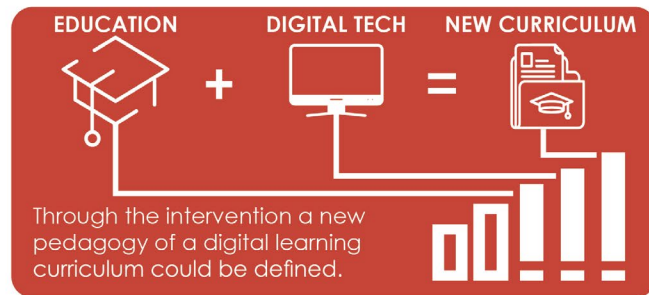 EDUCATION
DIGITAL TECH
NEW CURRICULUM
+
=
Through the intervention a new
pedagogy of a digital learning
curriculum could be defined.